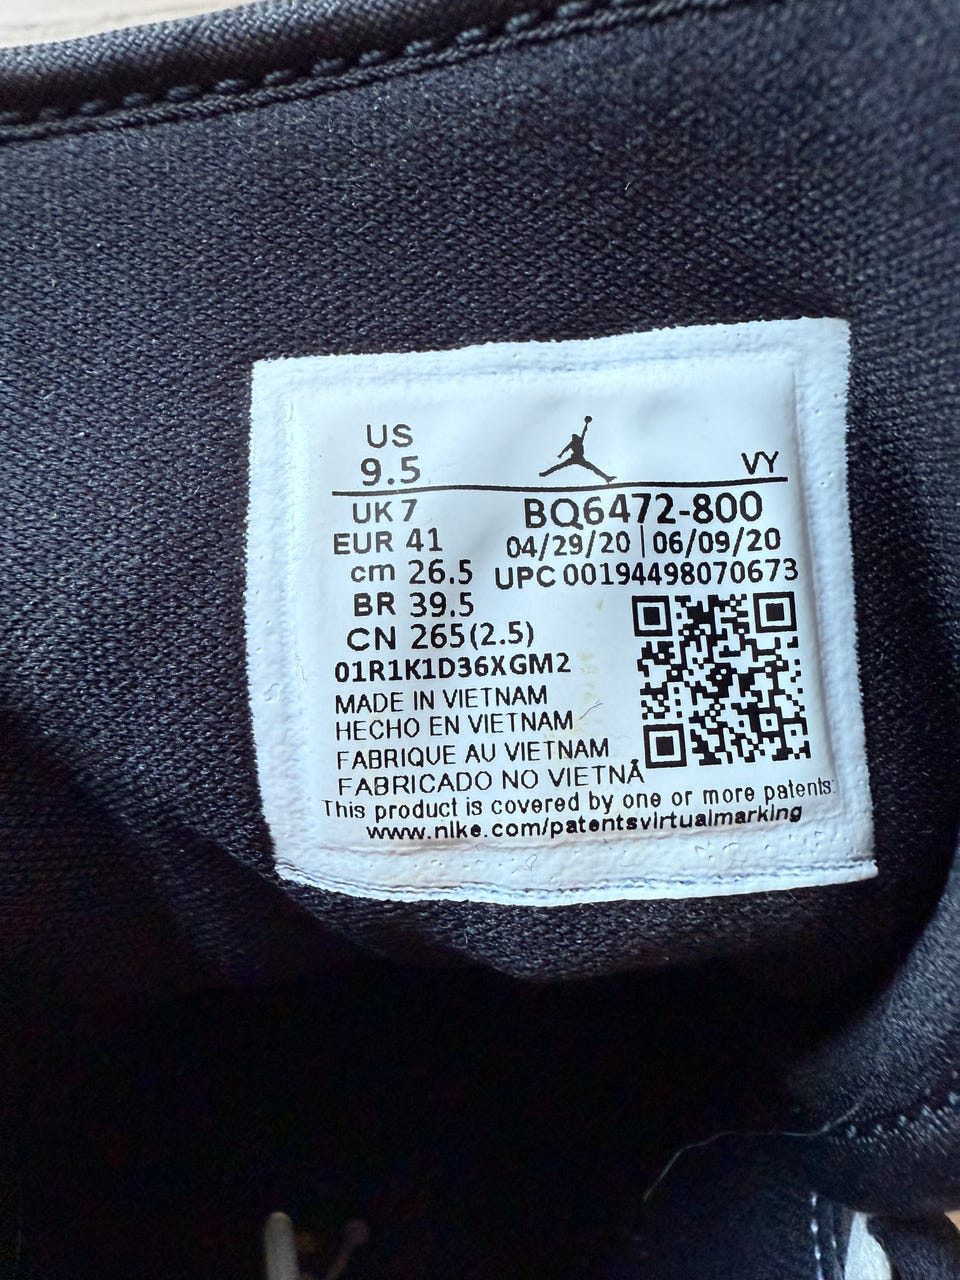 US
9.5
VY
UK 7
BQ6472-800
EUR 41
04/29/20 | 06/09/20
cm 26.5
UPC 00194498070673
BR 39.5
CN 265(2.5)
01R1K1D36XGM2
MADE IN VIETNAM
HECHO EN VIETNAM
FABRIQUE AU VIETNAM
FABRICADO NO VIETNÃ
This product is covered by one or more patents:
www.nike.com/patentsvirtualmarking